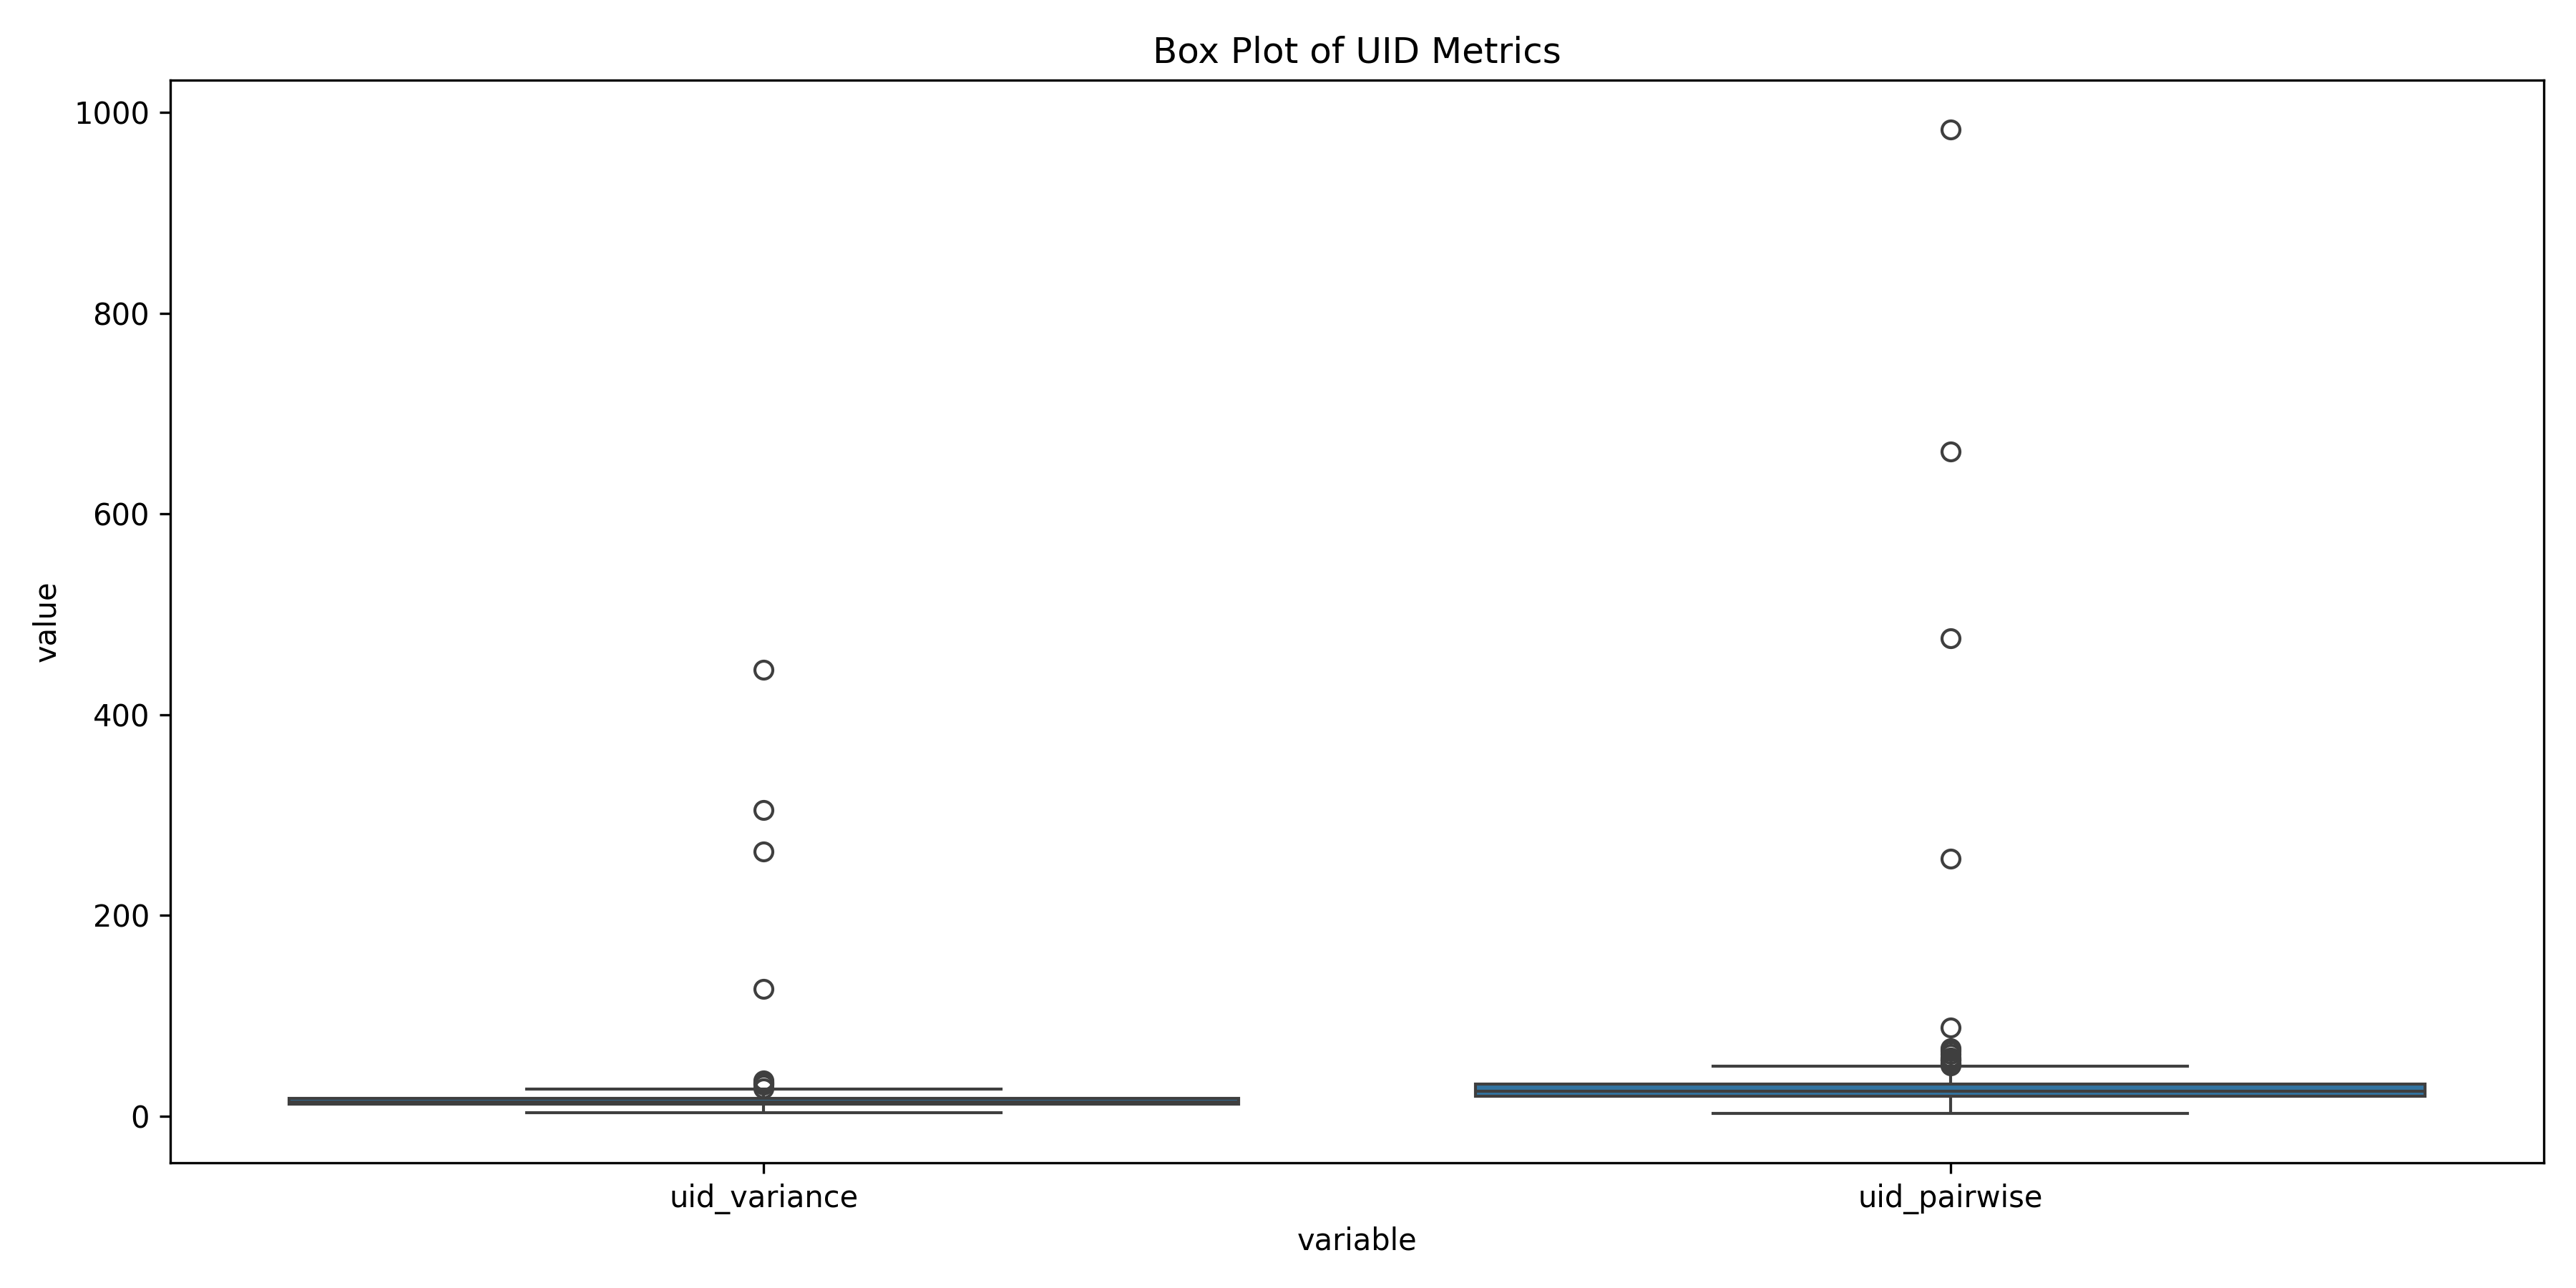 Box Plot of UID Metrics
1000
800
600
400
200
0
value
uid_variance
uid_pairwise
variable